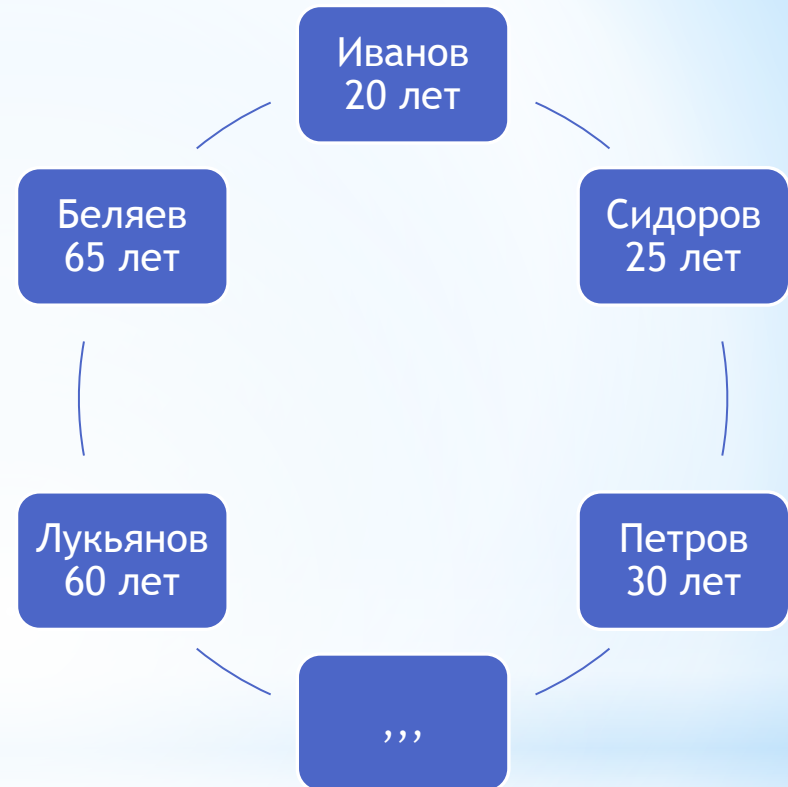 Иванов
20 лет
Сидоров
25 лет
Петров
30 лет
,,,
Лукьянов
60 лет
Беляев
65 лет